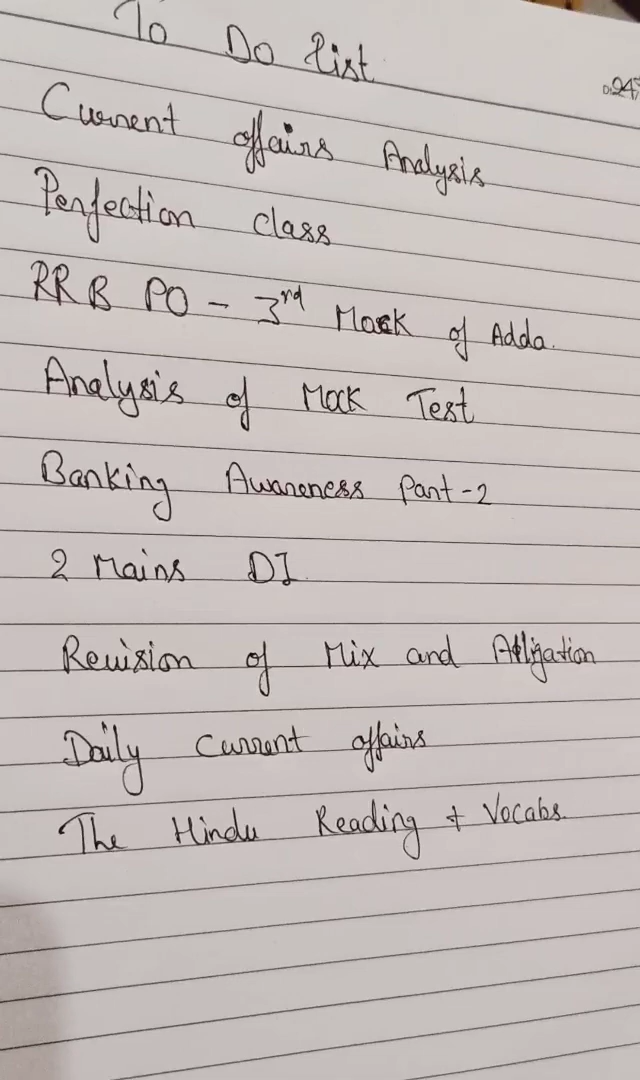 To Do list
Current affairs Analysis
Perfection class
RRB PO - 3rd Mock of Adda.
Analysis of Mock Test
Banking Awareness Part-2
2 Mains DI
Revision of Mix and Alligation
Daily Current affairs
The Hindu Reading + Vocabs.